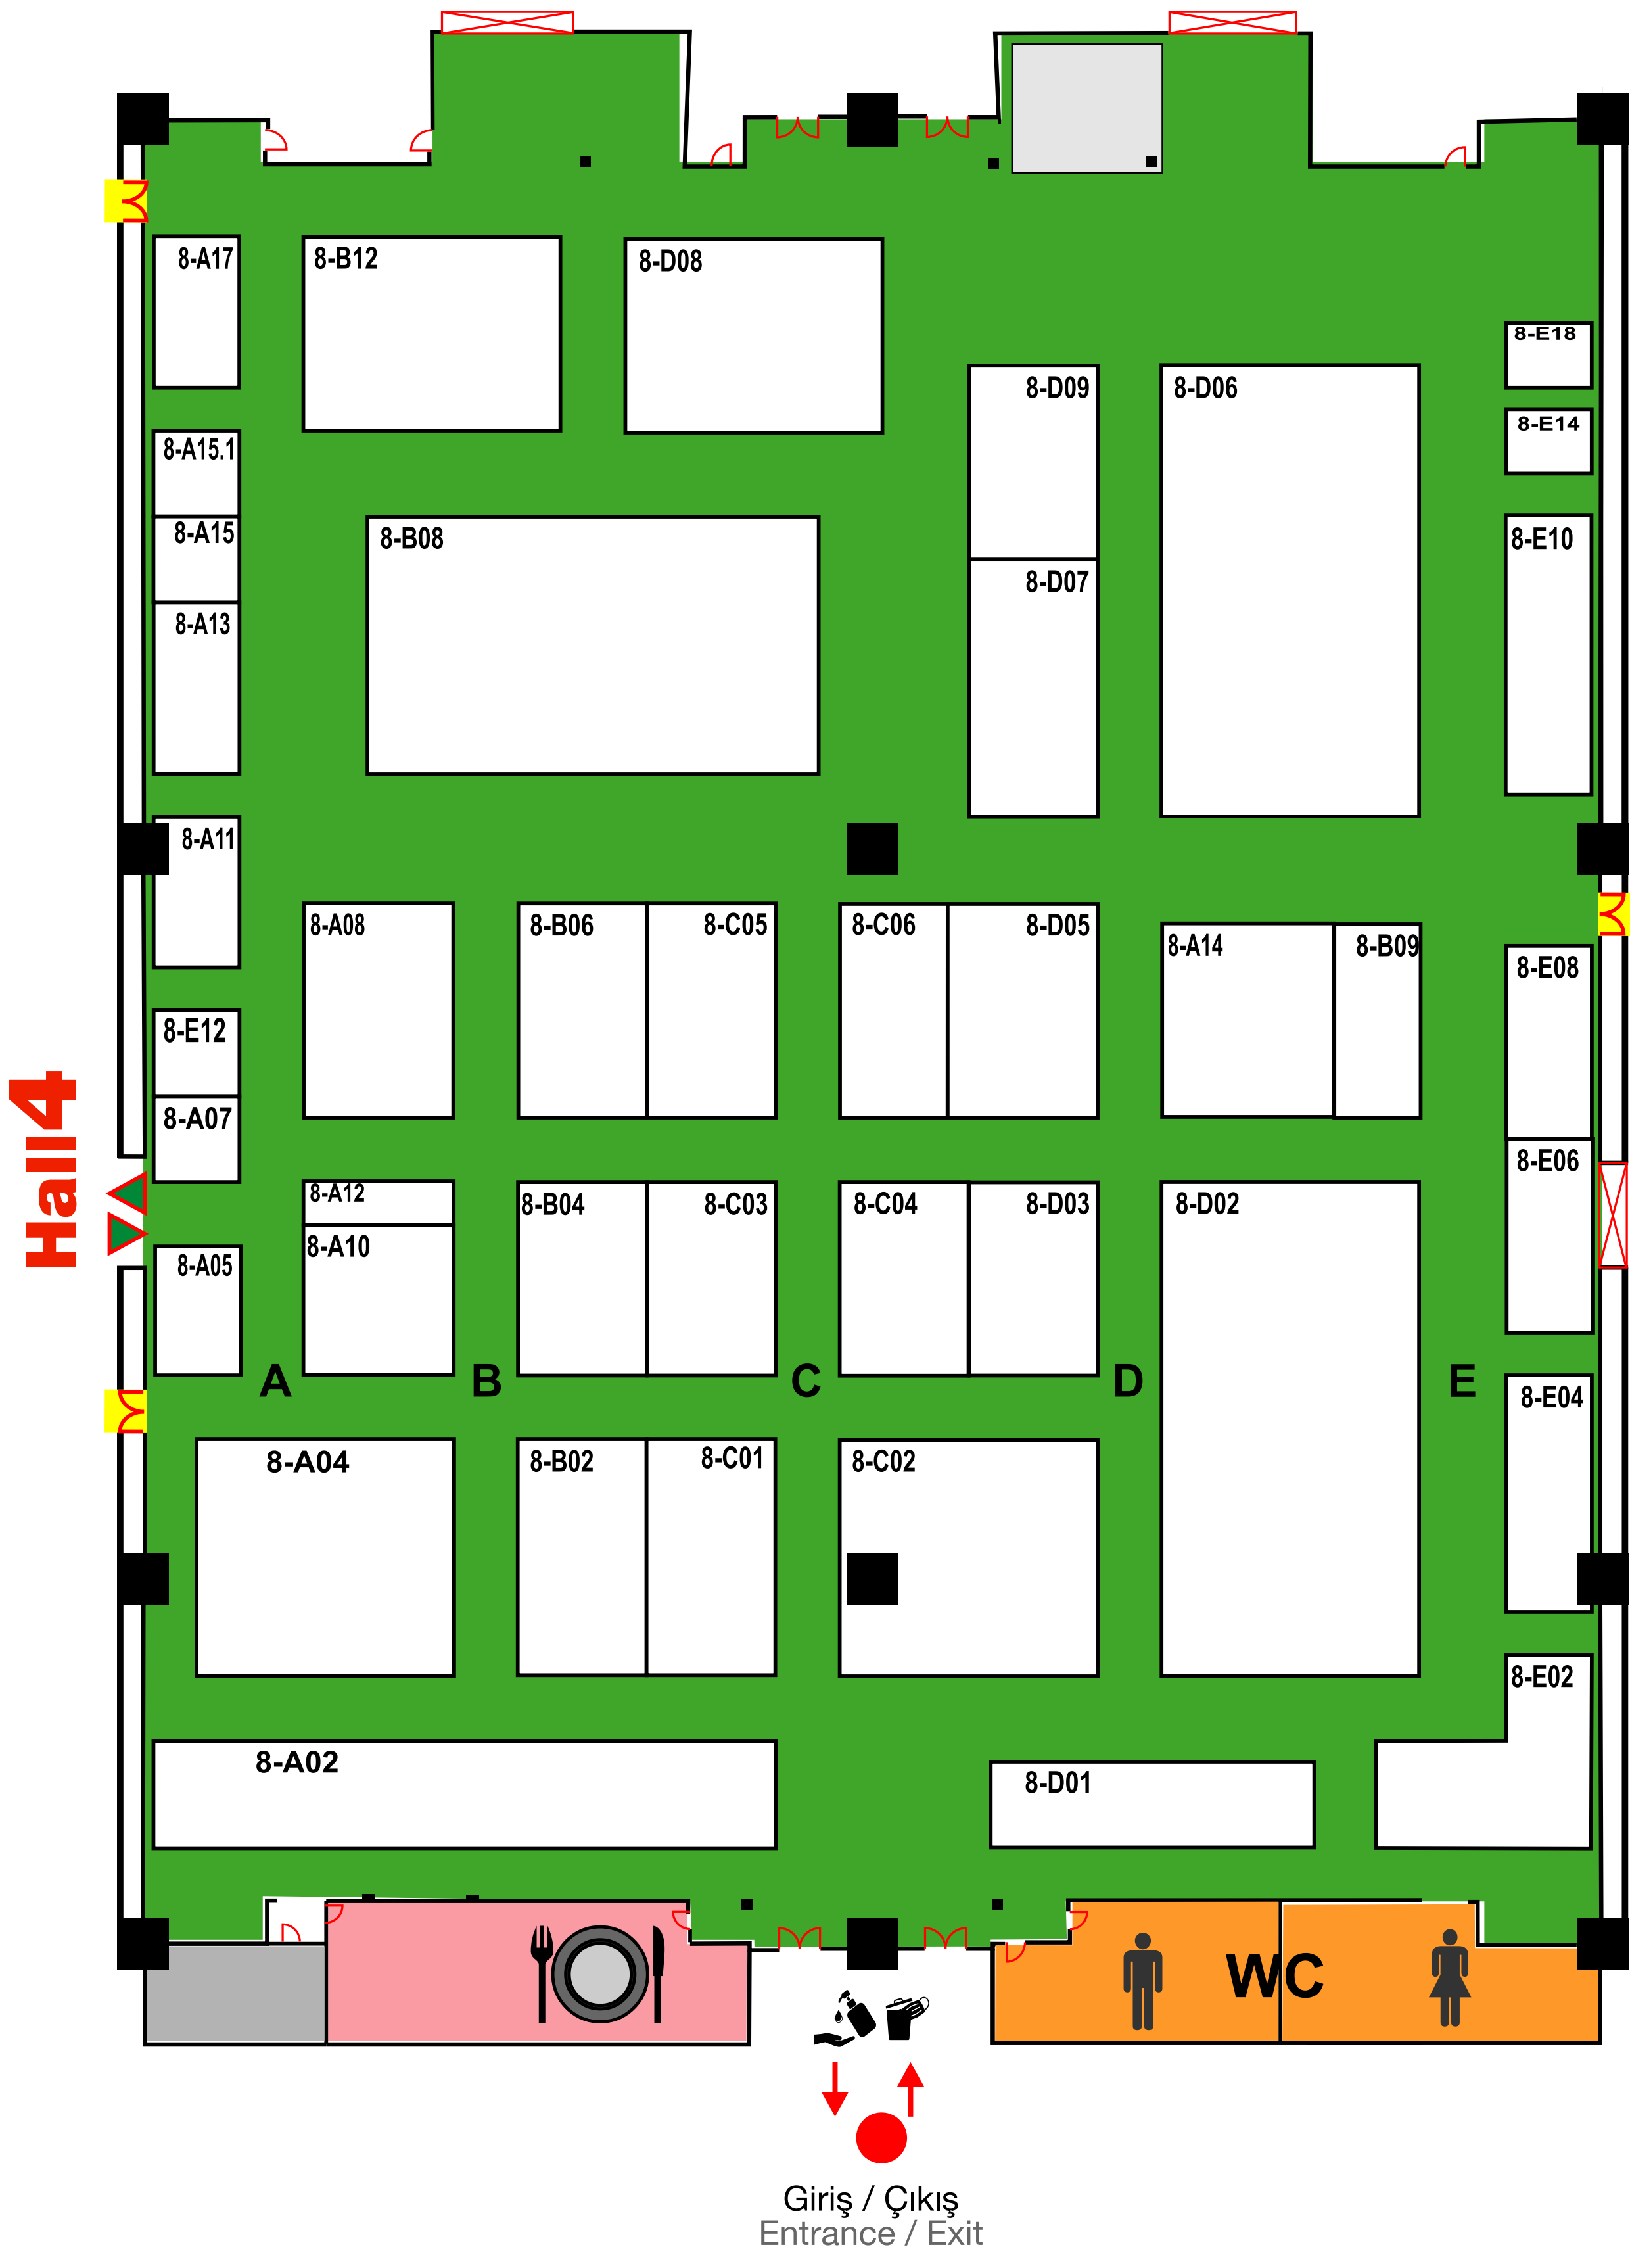 8-A17
8-B12
8-D08
8-E18
8-D09
8-D06
8-E14
8-A15.1
8-A15
8-B08
8-E10
8-D07
8-A13
8-A11
8-A08
8-B06
8-C05
8-C06
8-D05
8-A14
8-B09
8-E08
8-E12
8-A07
8-E06
Hall4
8-A12
8-B04
8-C03
8-C04
8-D03
8-D02
8-A10
8-A05
A
B
C
D
E
8-E04
8-A04
8-B02
8-C01
8-C02
8-E02
8-A02
8-D01
WC
Giriş / Çıkış
Entrance / Exit